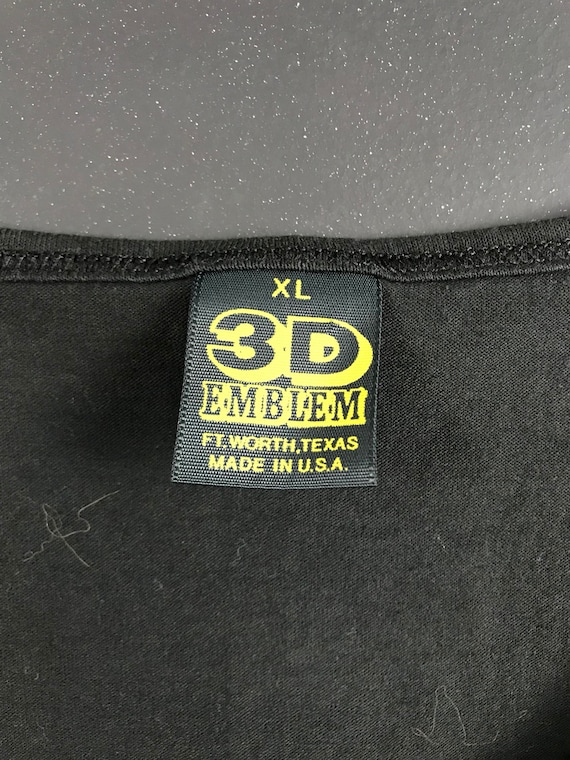 XL
3D
EMBLEM
FT. WORTH, TEXAS
MADE IN U.S.A.